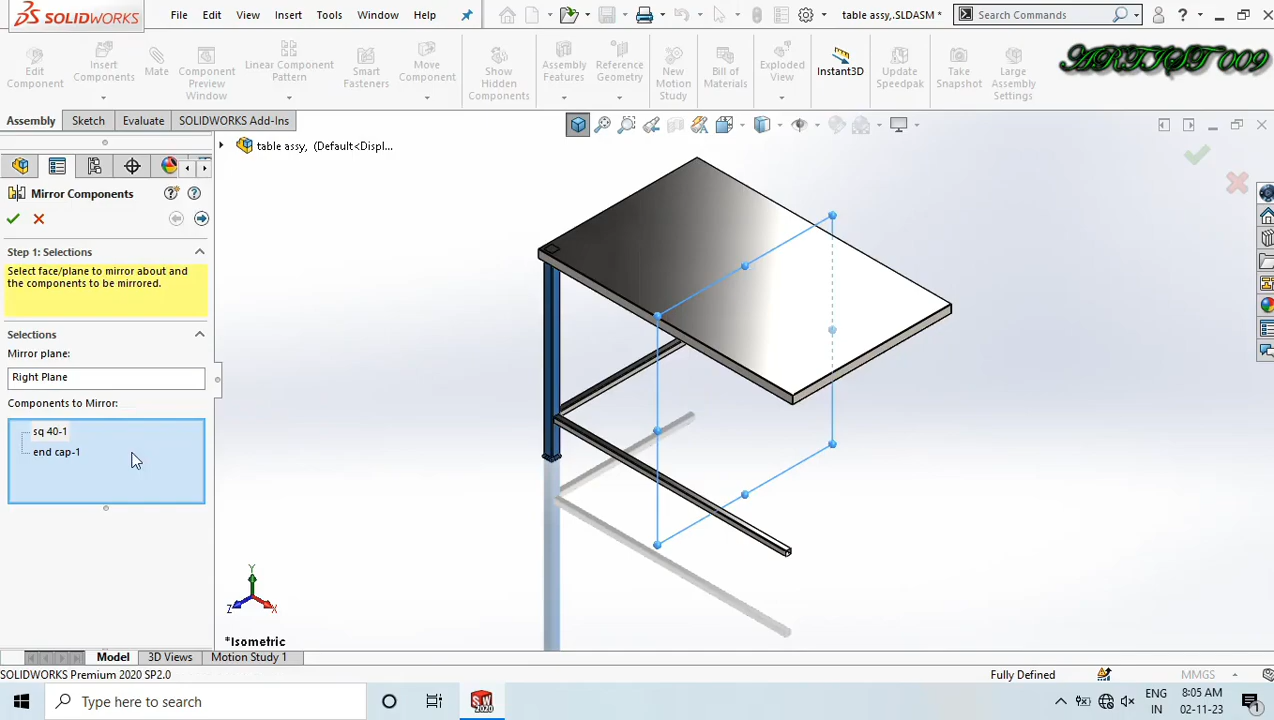 SOLIDWORKS
File Edit View Insert Tools Window Help
table assy,.SLDASM *
Search Commands
ARTIST 009
Edit Component
Insert Components
Mate
Component Preview Window
Linear Component Pattern
Smart Fasteners
Move Component
Show Hidden Components
Assembly Features
Reference Geometry
New Motion Study
Bill of Materials
Exploded View
Instant3D
Update Speedpak
Take Snapshot
Large Assembly Settings
Assembly Sketch Evaluate SOLIDWORKS Add-Ins
table assy, (Default<Displ...
Mirror Components
Step 1: Selections
Select face/plane to mirror about and
the components to be mirrored.
Selections
Mirror plane:
Right Plane
Components to Mirror:
sq 40-1
end cap-1
Y
Z
X
*Isometric
Model 3D Views Motion Study 1
SOLIDWORKS Premium 2020 SP2.0
Fully Defined
MMGS
Type here to search
SW
2020
ENG
IN
8:05 AM
02-11-23
1